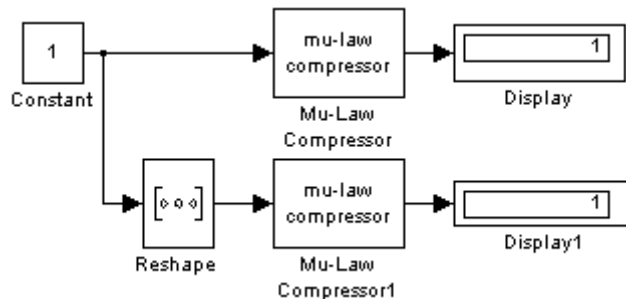 1
Constant
mu-law
compressor
Mu-Law
Compressor
1
Display
Reshape
mu-law
compressor
Mu-Law
Compressor1
1
Display1